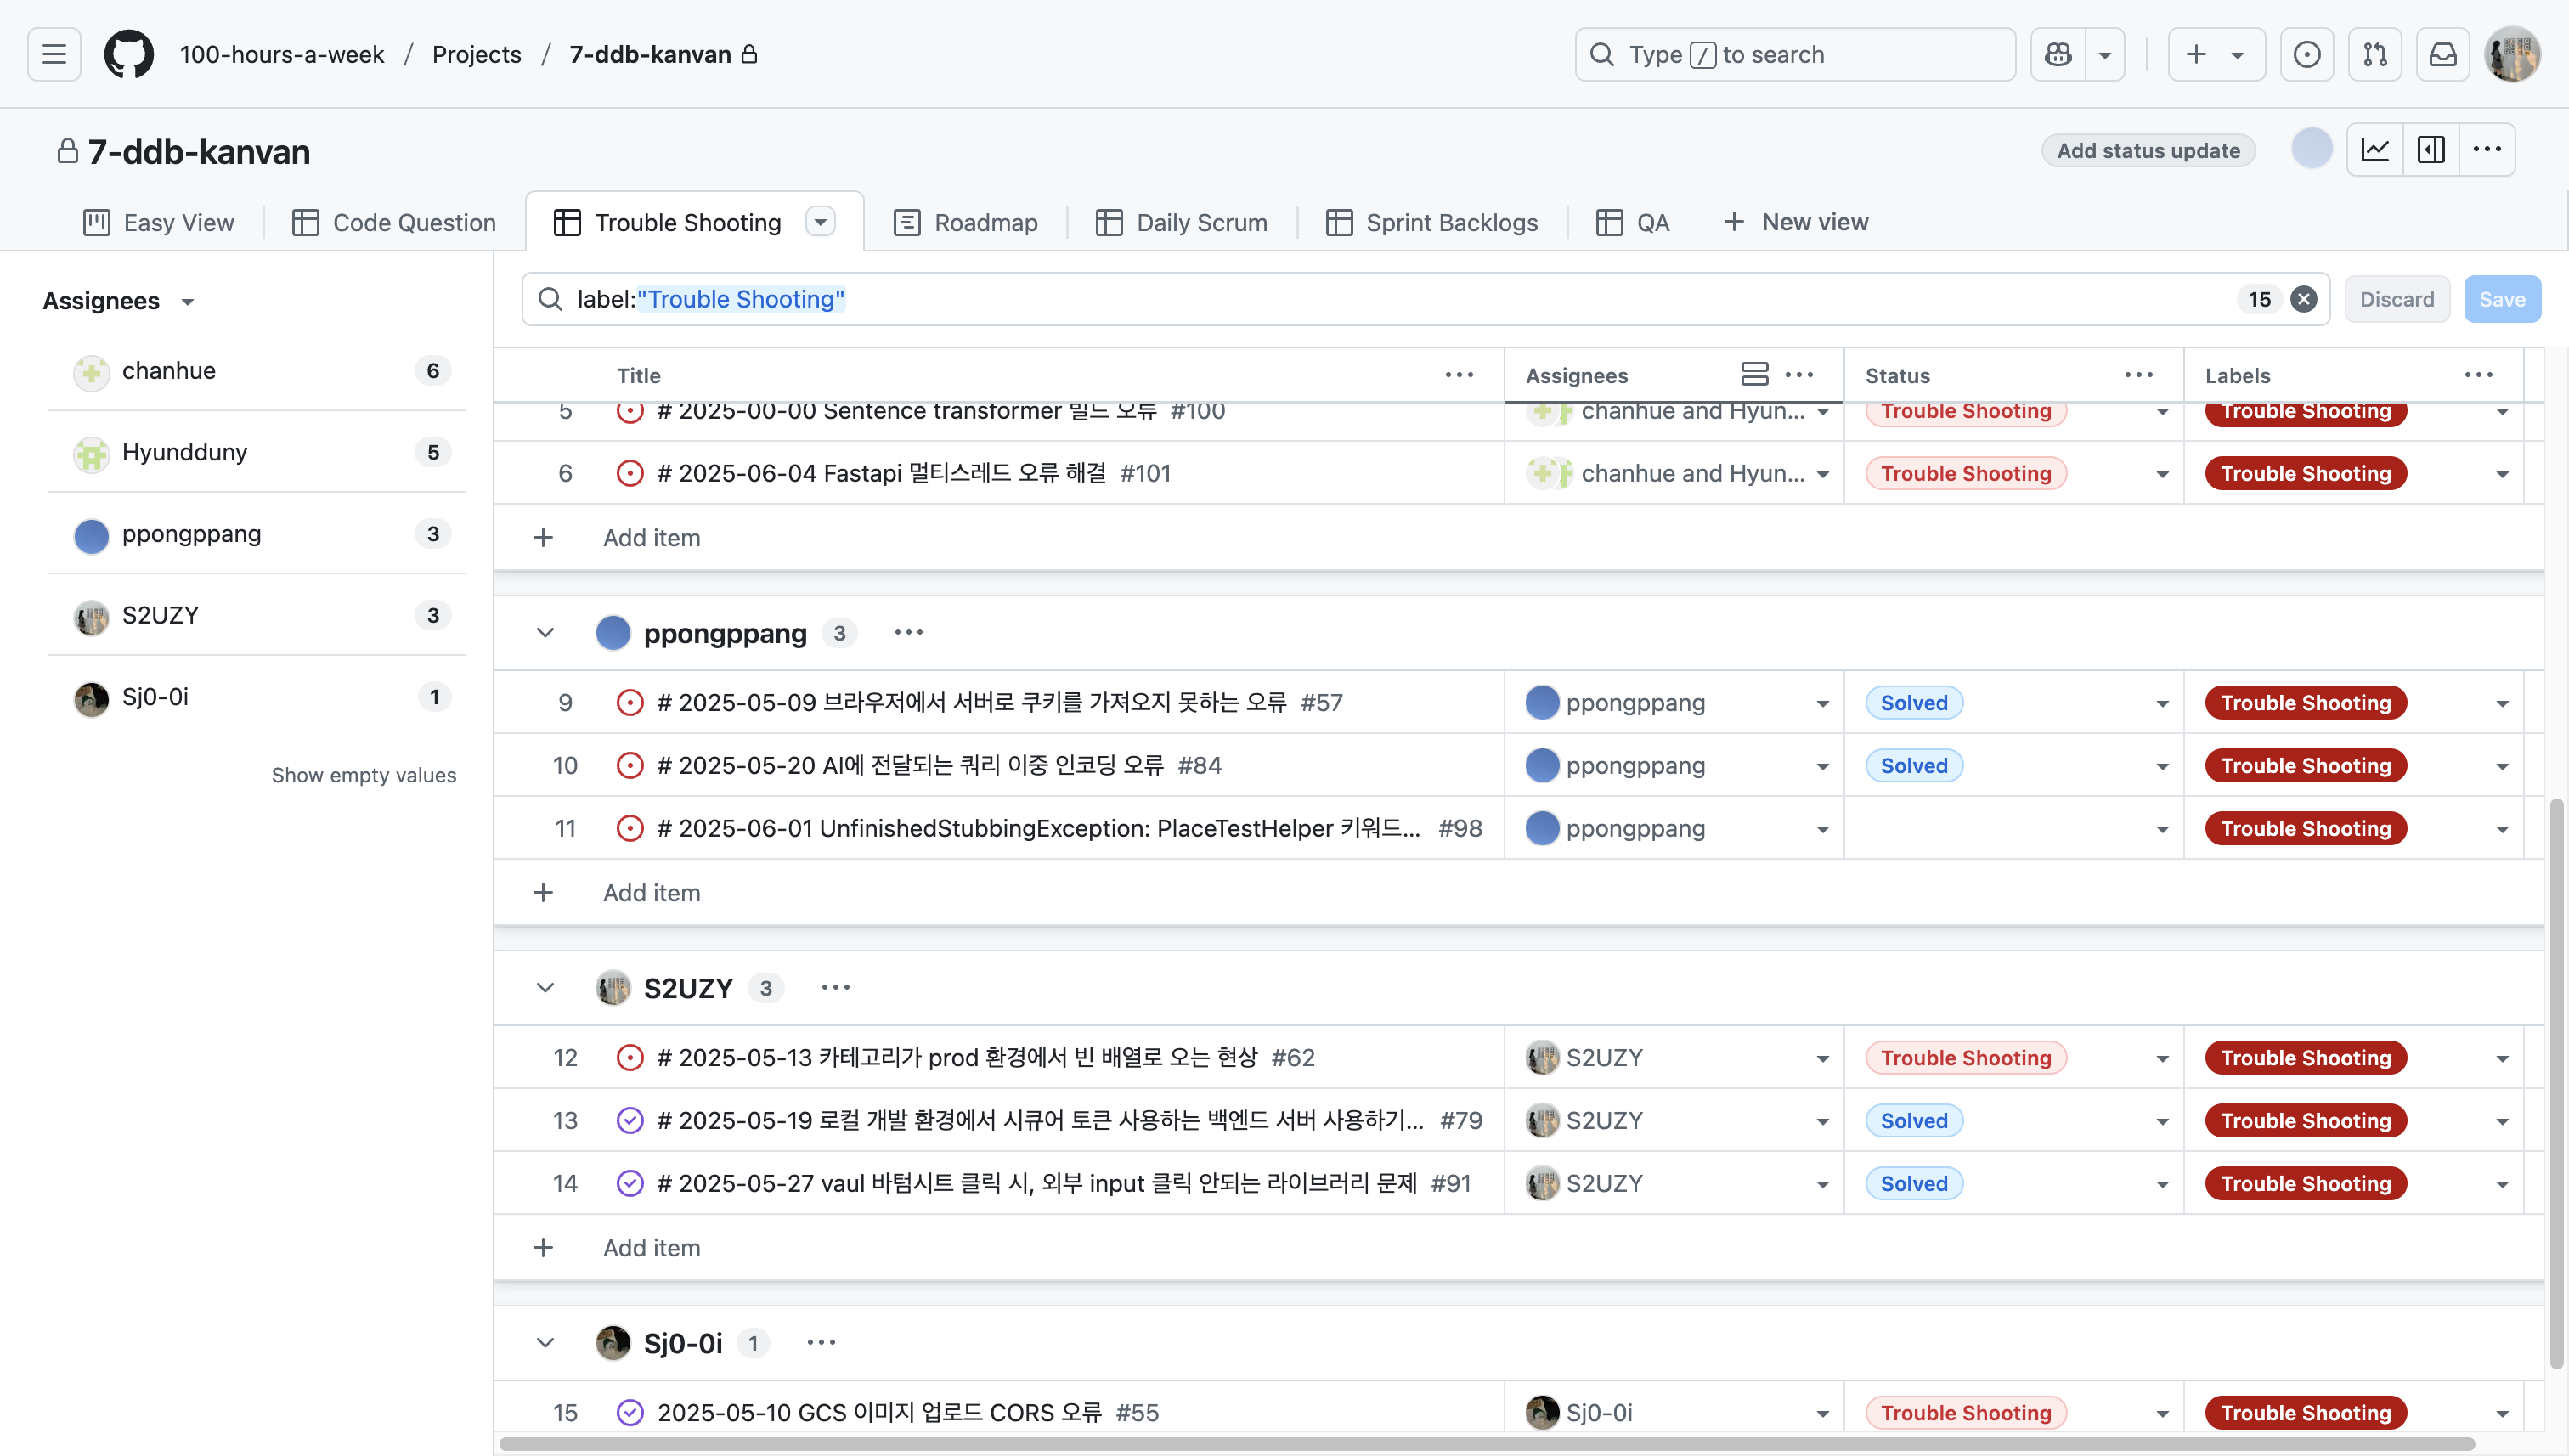 100-hours-a-week / Projects / 7-ddb-kanvan
Type / to search
7-ddb-kanvan
Add status update
Easy View
Code Question
Trouble Shooting
Roadmap
Daily Scrum
Sprint Backlogs
QA
New view
Assignees
chanhue 6
Hyundduny 5
ppongppang 3
S2UZY 3
Sj0-0i 1
Show empty values
label:"Trouble Shooting" 15
Discard
Save
Title Assignees Status Labels
5 # 2025-00-00 Sentence transformer 빌드 오류 #100 chanhue and Hyun... Trouble Shooting Trouble Shooting
6 # 2025-06-04 Fastapi 멀티스레드 오류 해결 #101 chanhue and Hyun... Trouble Shooting Trouble Shooting
Add item
ppongppang 3
9 # 2025-05-09 브라우저에서 서버로 쿠키를 가져오지 못하는 오류 #57 ppongppang Solved Trouble Shooting
10 # 2025-05-20 AI에 전달되는 쿼리 이중 인코딩 오류 #84 ppongppang Solved Trouble Shooting
11 # 2025-06-01 UnfinishedStubbingException: PlaceTestHelper 키워드... #98 ppongppang Trouble Shooting
Add item
S2UZY 3
12 # 2025-05-13 카테고리가 prod 환경에서 빈 배열로 오는 현상 #62 S2UZY Trouble Shooting Trouble Shooting
13 # 2025-05-19 로컬 개발 환경에서 시큐어 토큰 사용하는 백엔드 서버 사용하기... #79 S2UZY Solved Trouble Shooting
14 # 2025-05-27 vaul 바텀시트 클릭 시, 외부 input 클릭 안되는 라이브러리 문제 #91 S2UZY Solved Trouble Shooting
Add item
Sj0-0i 1
15 2025-05-10 GCS 이미지 업로드 CORS 오류 #55 Sj0-0i Trouble Shooting Trouble Shooting